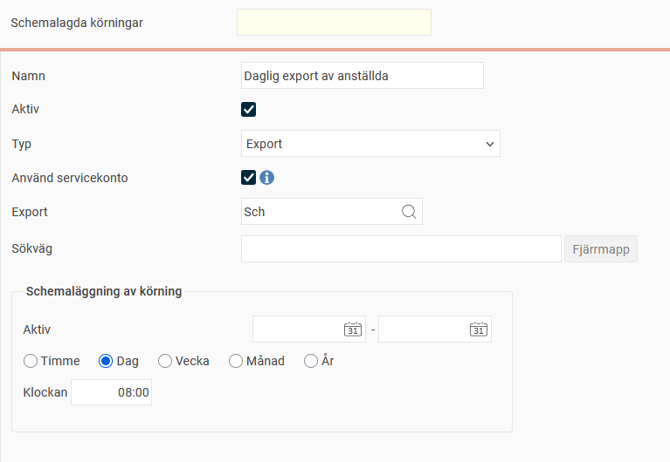 Schemalagda körningar
Namn Daglig export av anställda
Aktiv
Typ Export
Använd servicekonto
Export Sch
Sökväg Fjärrmapp
Schemaläggning av körning
Aktiv 31 - 31
Timme Dag Vecka Månad År
Klockan 08:00